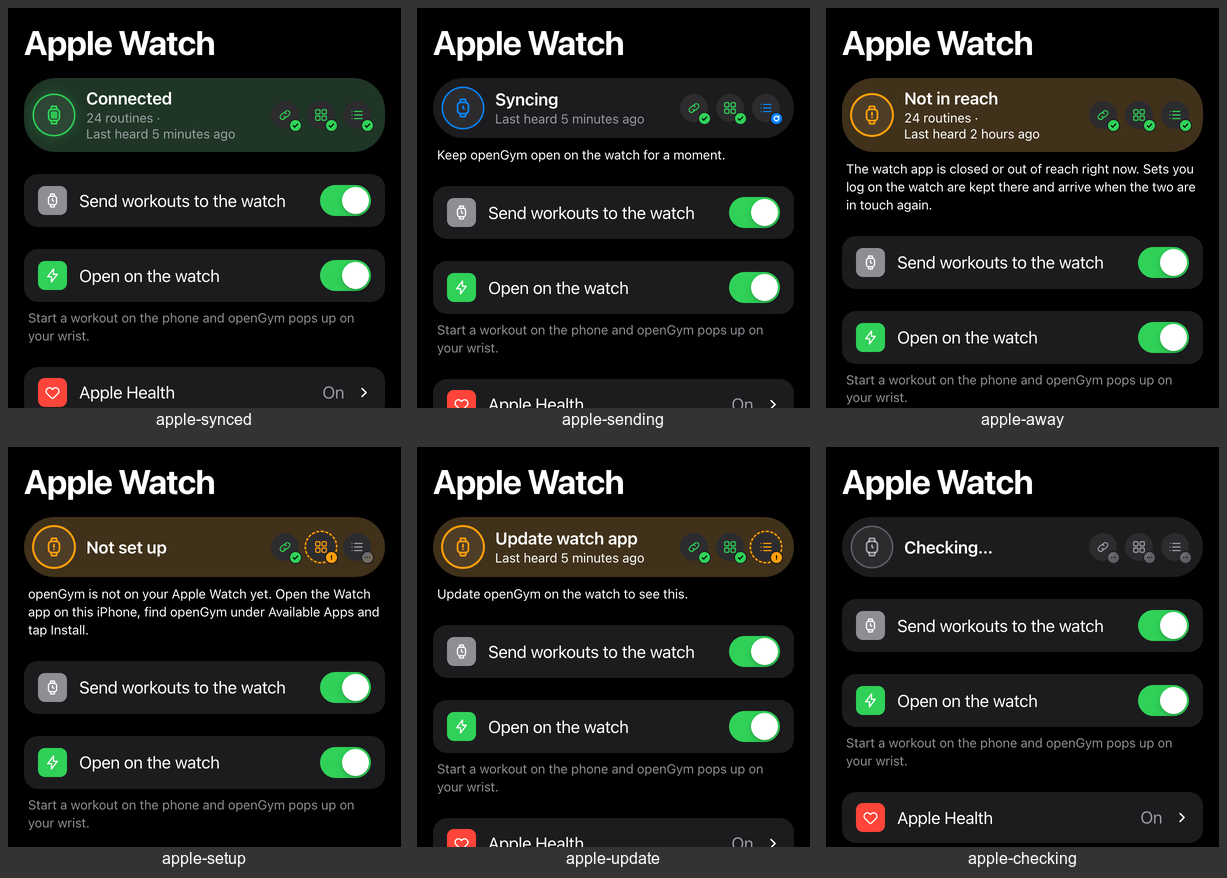 Apple Watch
Connected
24 routines ·
Last heard 5 minutes ago
Send workouts to the watch
Open on the watch
Start a workout on the phone and openGym pops up on
your wrist.
Apple Health
On
apple-synced
Apple Watch
Syncing
Last heard 5 minutes ago
Keep openGym open on the watch for a moment.
Send workouts to the watch
Open on the watch
Start a workout on the phone and openGym pops up on
your wrist.
Apple Health
On
apple-sending
Apple Watch
Not in reach
24 routines ·
Last heard 2 hours ago
The watch app is closed or out of reach right now. Sets you
log on the watch are kept there and arrive when the two are
in touch again.
Send workouts to the watch
Open on the watch
Start a workout on the phone and openGym pops up on
your wrist.
apple-away
Apple Watch
Not set up
openGym is not on your Apple Watch yet. Open the Watch
app on this iPhone, find openGym under Available Apps and
tap Install.
Send workouts to the watch
Open on the watch
Start a workout on the phone and openGym pops up on
your wrist.
apple-setup
Apple Watch
Update watch app
Last heard 5 minutes ago
Update openGym on the watch to see this.
Send workouts to the watch
Open on the watch
Start a workout on the phone and openGym pops up on
your wrist.
Apple Health
On
apple-update
Apple Watch
Checking...
Send workouts to the watch
Open on the watch
Start a workout on the phone and openGym pops up on
your wrist.
Apple Health
On
apple-checking